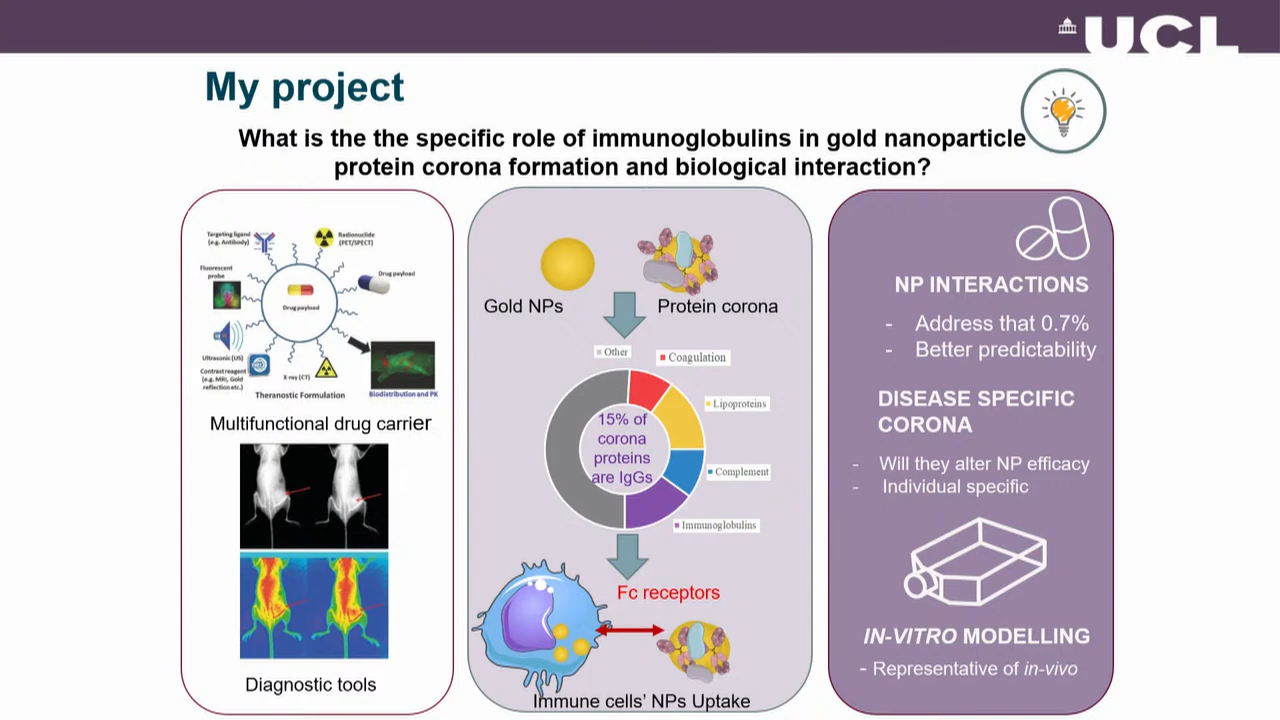 UCL
My project
What is the the specific role of immunoglobulins in gold nanoparticle
protein corona formation and biological interaction?
Targeting ligand
(e.g. Antibody)
Radionuclide
(PET/SPECT)
Fluorescent
probe
Drug payload
Drug payload
Ultrasonic (US)
Contrast reagent
(e.g. MRI, Gold
reflection etc.)
X-ray (CT)
Theranostic Formulation
Biodistribution and PK
Multifunctional drug carrier
Diagnostic tools
Gold NPs
Protein corona
Other
Coagulation
Lipoproteins
Complement
Immunoglobulins
15% of
corona
proteins
are IgGs
Fc receptors
Immune cells' NPs Uptake
NP INTERACTIONS
- Address that 0.7%
- Better predictability
DISEASE SPECIFIC
CORONA
- Will they alter NP efficacy
- Individual specific
IN-VITRO MODELLING
- Representative of in-vivo